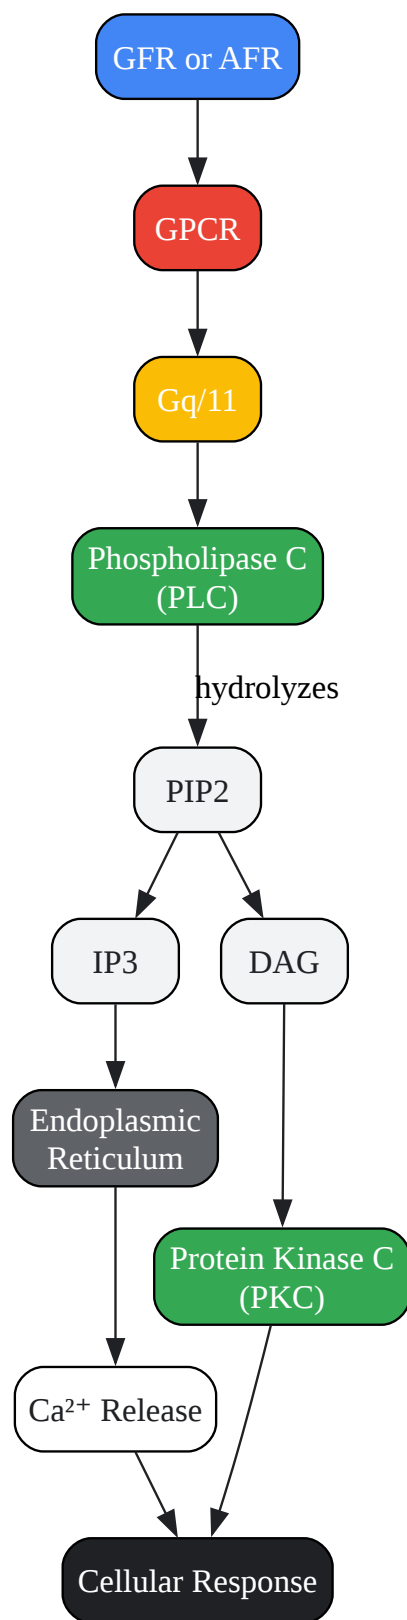 GFR or AFR
GPCR
Gq/11
Phospholipase C
(PLC)
hydrolyzes
PIP2
IP3
DAG
Endoplasmic
Reticulum
Protein Kinase C
(PKC)
Ca²⁺ Release
Cellular Response